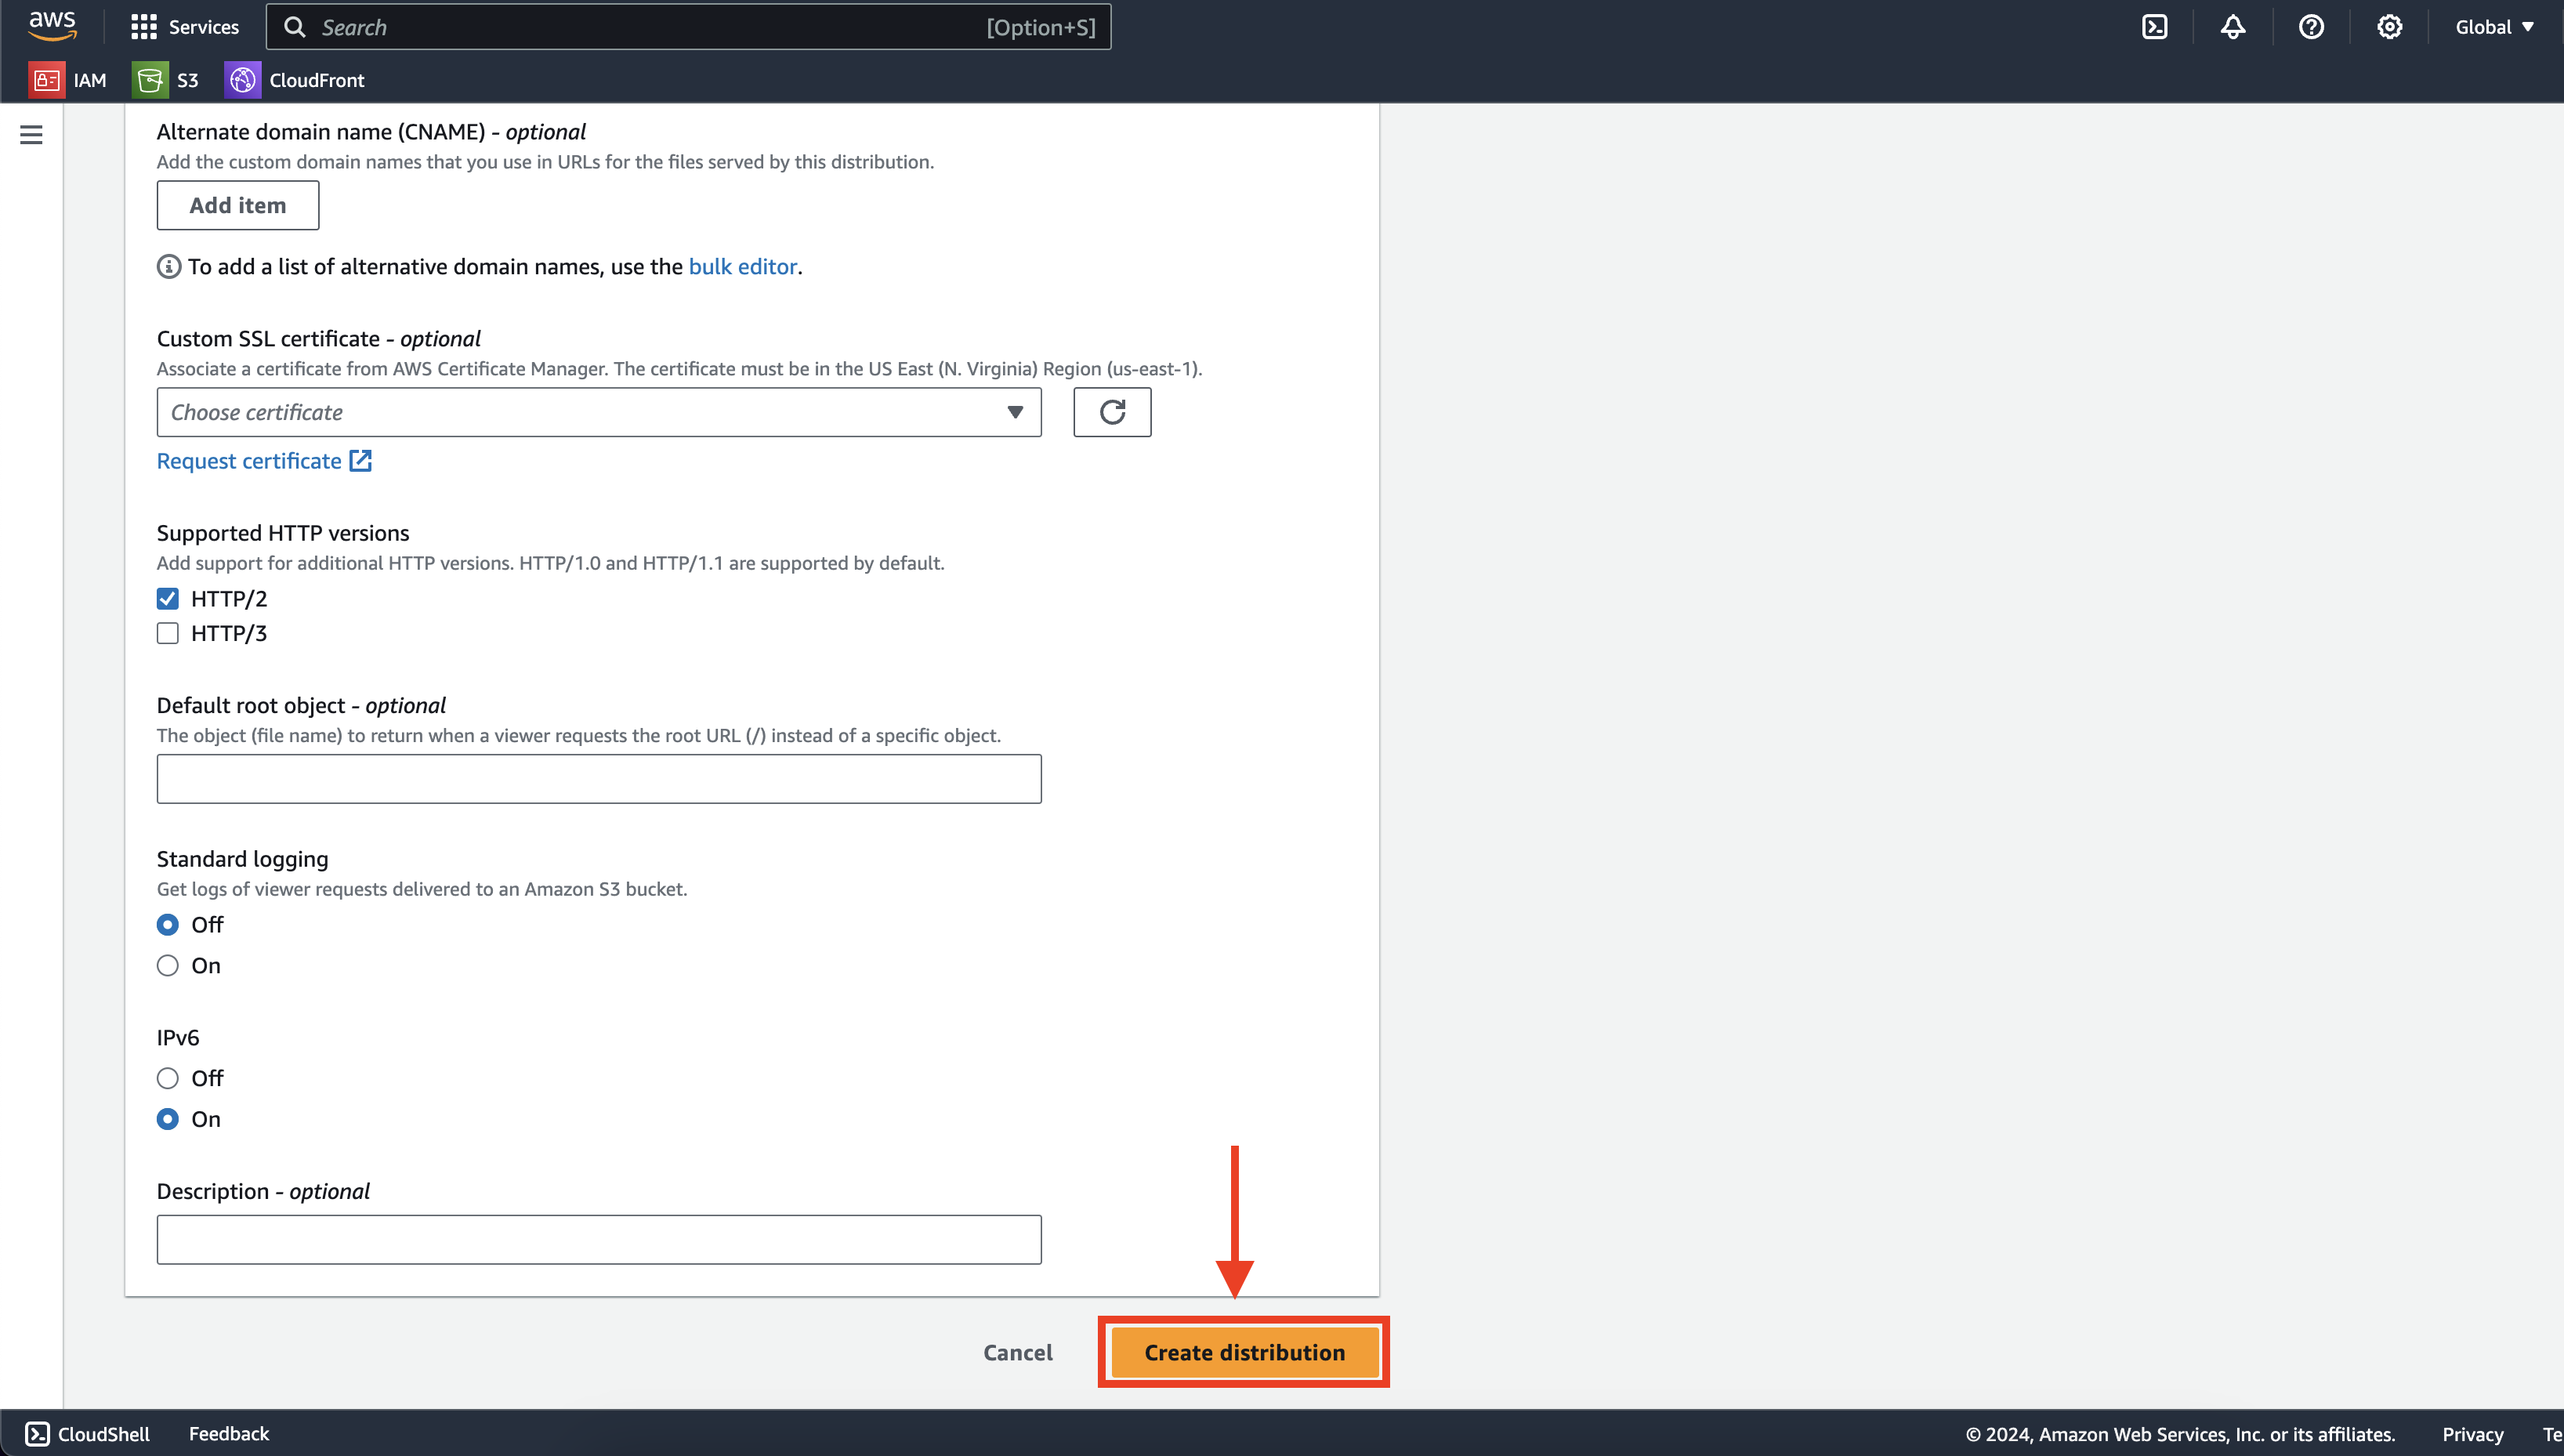 aws
Services
Search
[Option+S]
Global
IAM
S3
CloudFront
Alternate domain name (CNAME) - optional
Add the custom domain names that you use in URLs for the files served by this distribution.
Add item
To add a list of alternative domain names, use the bulk editor.
Custom SSL certificate - optional
Associate a certificate from AWS Certificate Manager. The certificate must be in the US East (N. Virginia) Region (us-east-1).
Choose certificate
Request certificate
Supported HTTP versions
Add support for additional HTTP versions. HTTP/1.0 and HTTP/1.1 are supported by default.
HTTP/2
HTTP/3
Default root object - optional
The object (file name) to return when a viewer requests the root URL (/) instead of a specific object.
Standard logging
Get logs of viewer requests delivered to an Amazon S3 bucket.
Off
On
IPv6
Off
On
Description - optional
Cancel
Create distribution
CloudShell
Feedback
© 2024, Amazon Web Services, Inc. or its affiliates.
Privacy
Te